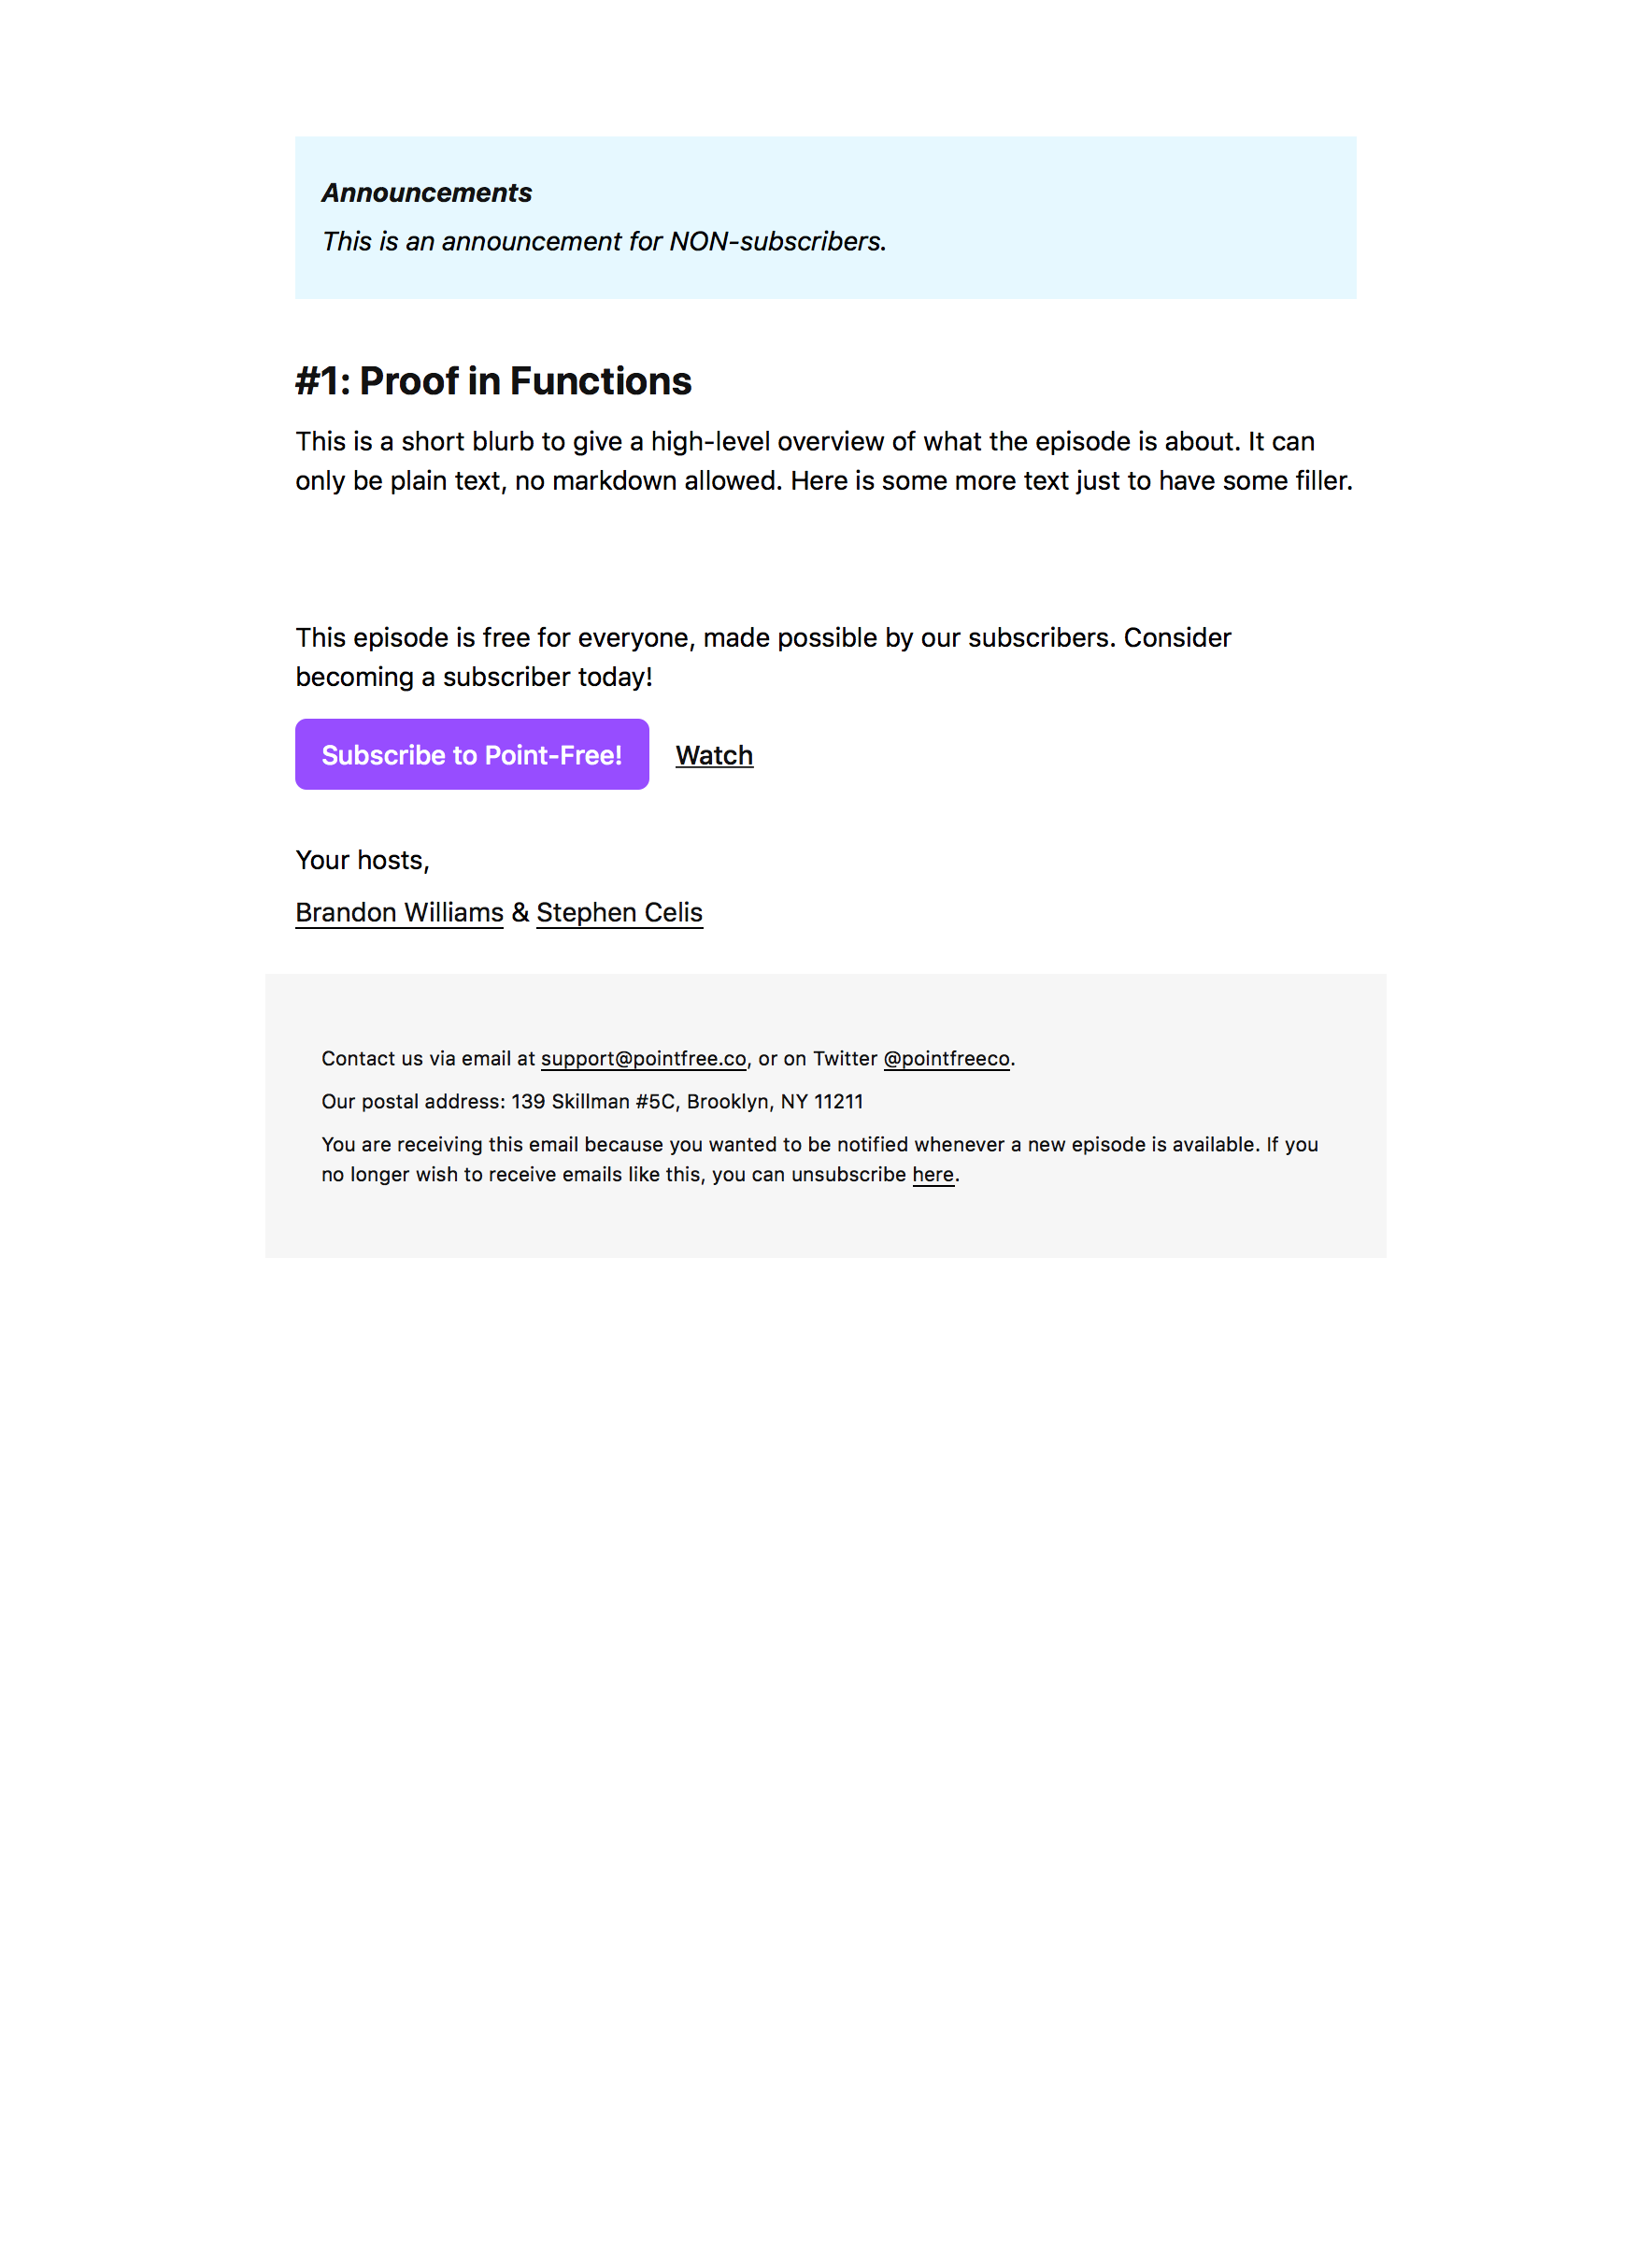 Announcements
This is an announcement for NON-subscribers.
#1: Proof in Functions
This is a short blurb to give a high-level overview of what the episode is about. It can
only be plain text, no markdown allowed. Here is some more text just to have some filler.
This episode is free for everyone, made possible by our subscribers. Consider
becoming a subscriber today!
Subscribe to Point-Free! Watch
Your hosts,
Brandon Williams & Stephen Celis
Contact us via email at support@pointfree.co, or on Twitter @pointfreeco.
Our postal address: 139 Skillman #5C, Brooklyn, NY 11211
You are receiving this email because you wanted to be notified whenever a new episode is available. If you
no longer wish to receive emails like this, you can unsubscribe here.